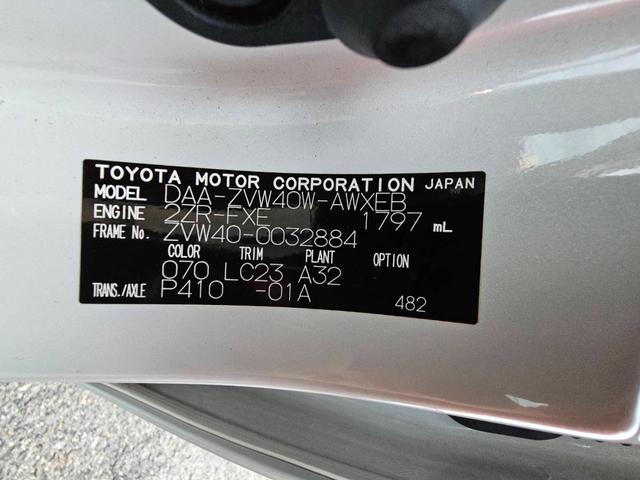 TOYOTA MOTOR CORPORATION JAPAN
MODEL DAA-ZVW40W-AWXEB
ENGINE 2ZR-FXE 1797 mL
FRAME No. ZVW40-0032884
COLOR TRIM PLANT OPTION
070 LC23 A32
TRANS./AXLE P410 -01A 482